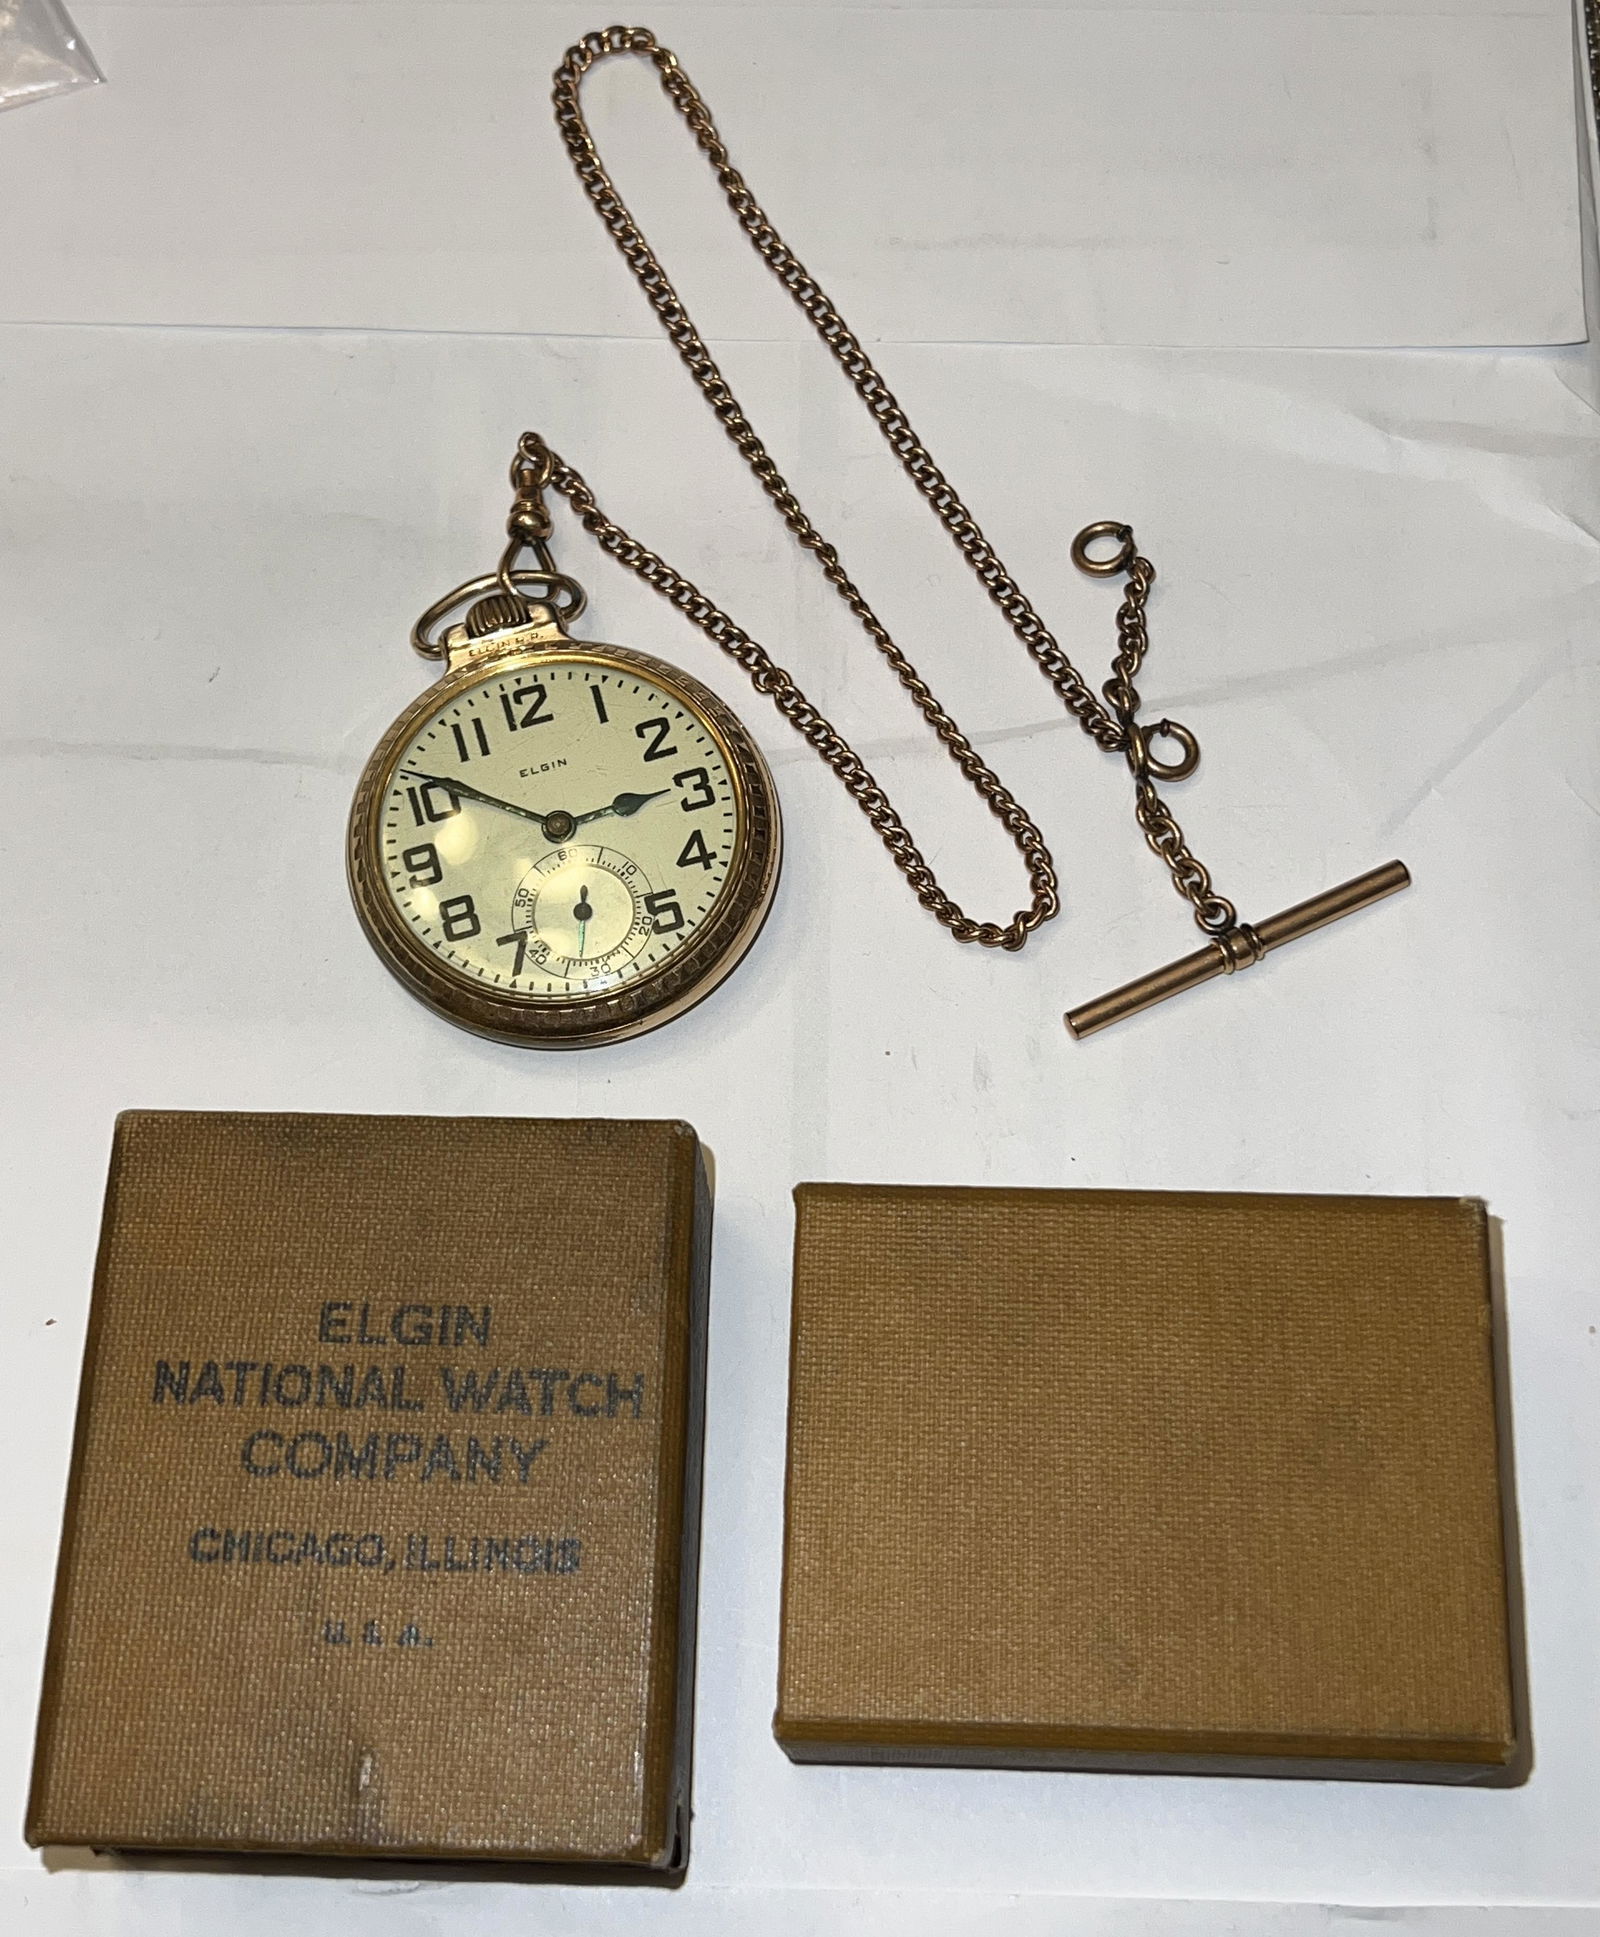 ELGIN R.R.
12
1
2
3
4
5
7
8
9
10
11
ELGIN
60
10
20
30
40
50
ELGIN
NATIONAL WATCH
COMPANY
CHICAGO, ILLINOIS
U. S. A.